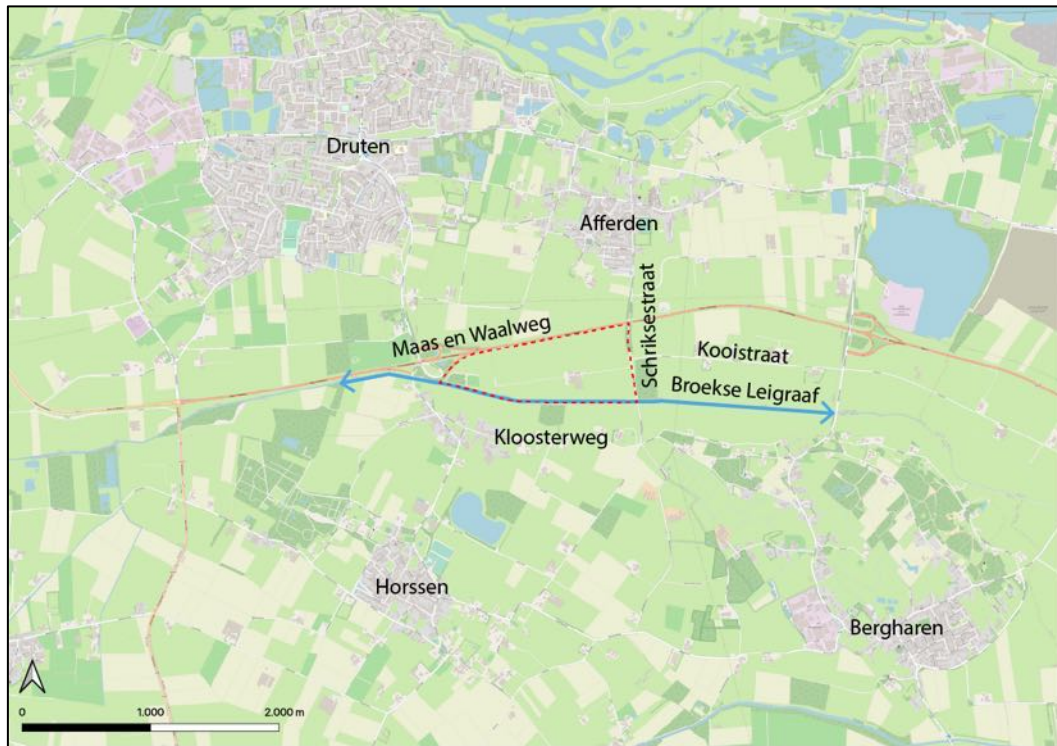 Druten
Afferden
Maas en Waalweg
Schriksestraat
Kooistraat
Broekse Leigraaf
Kloosterweg
Horssen
Bergharen
0 1.000 2.000 m